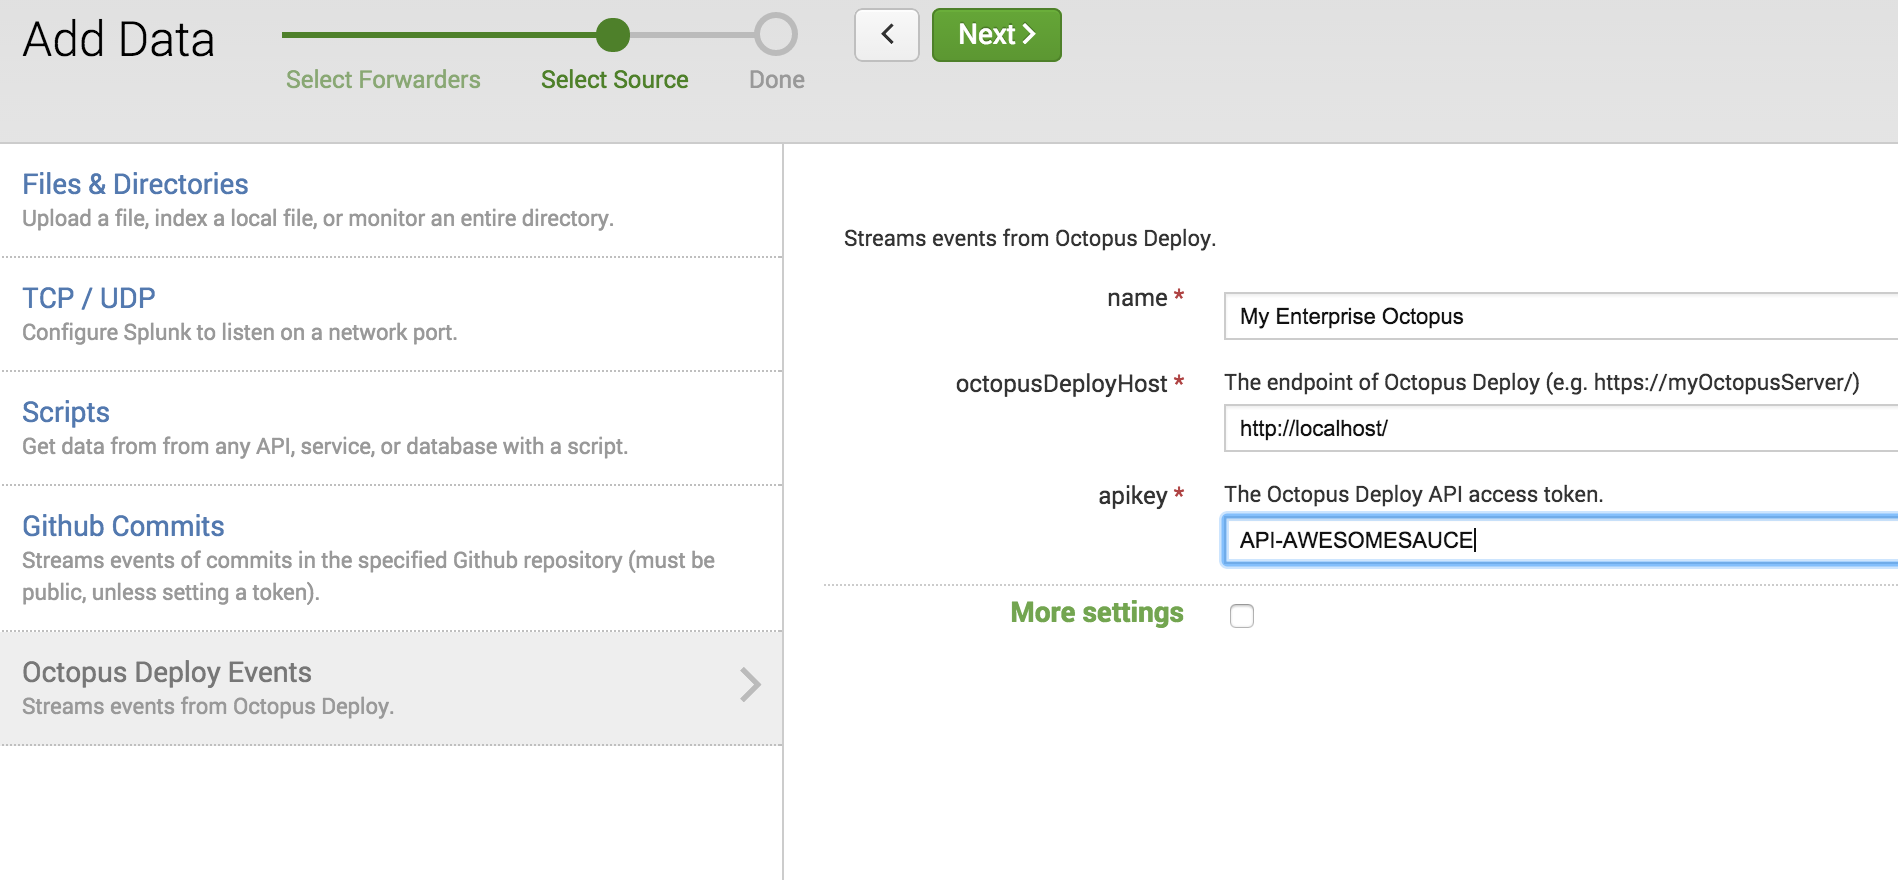 Add Data
Select Forwarders
Select Source
Done
Next
Files & Directories
Upload a file, index a local file, or monitor an entire directory.
TCP / UDP
Configure Splunk to listen on a network port.
Scripts
Get data from from any API, service, or database with a script.
Github Commits
Streams events of commits in the specified Github repository (must be
public, unless setting a token).
Octopus Deploy Events
Streams events from Octopus Deploy.
Streams events from Octopus Deploy.
name *
My Enterprise Octopus
octopusDeployHost *
The endpoint of Octopus Deploy (e.g. https://myOctopusServer/)
http://localhost/
apikey *
The Octopus Deploy API access token.
API-AWESOMESAUCE
More settings